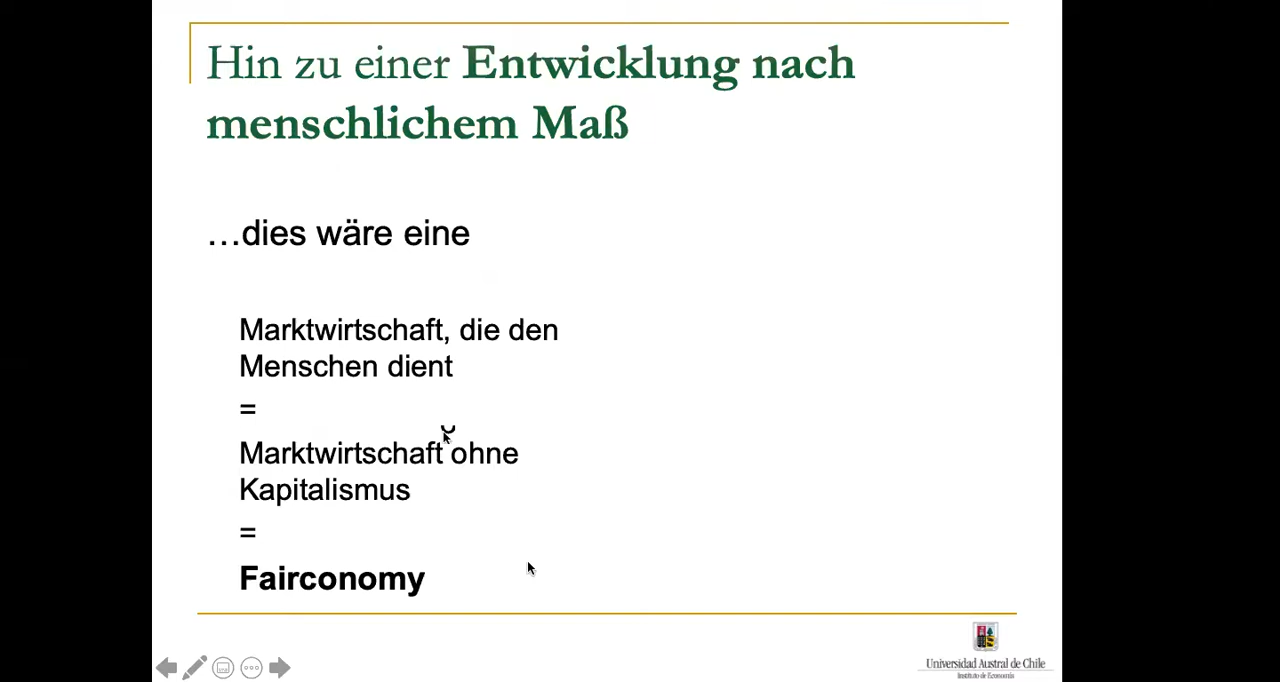 Hin zu einer Entwicklung nach
menschlichem Maß
…dies wäre eine
Marktwirtschaft, die den
Menschen dient
=
Marktwirtschaft ohne
Kapitalismus
=
Fairconomy
Universidad Austral de Chile
Instituto de Economía